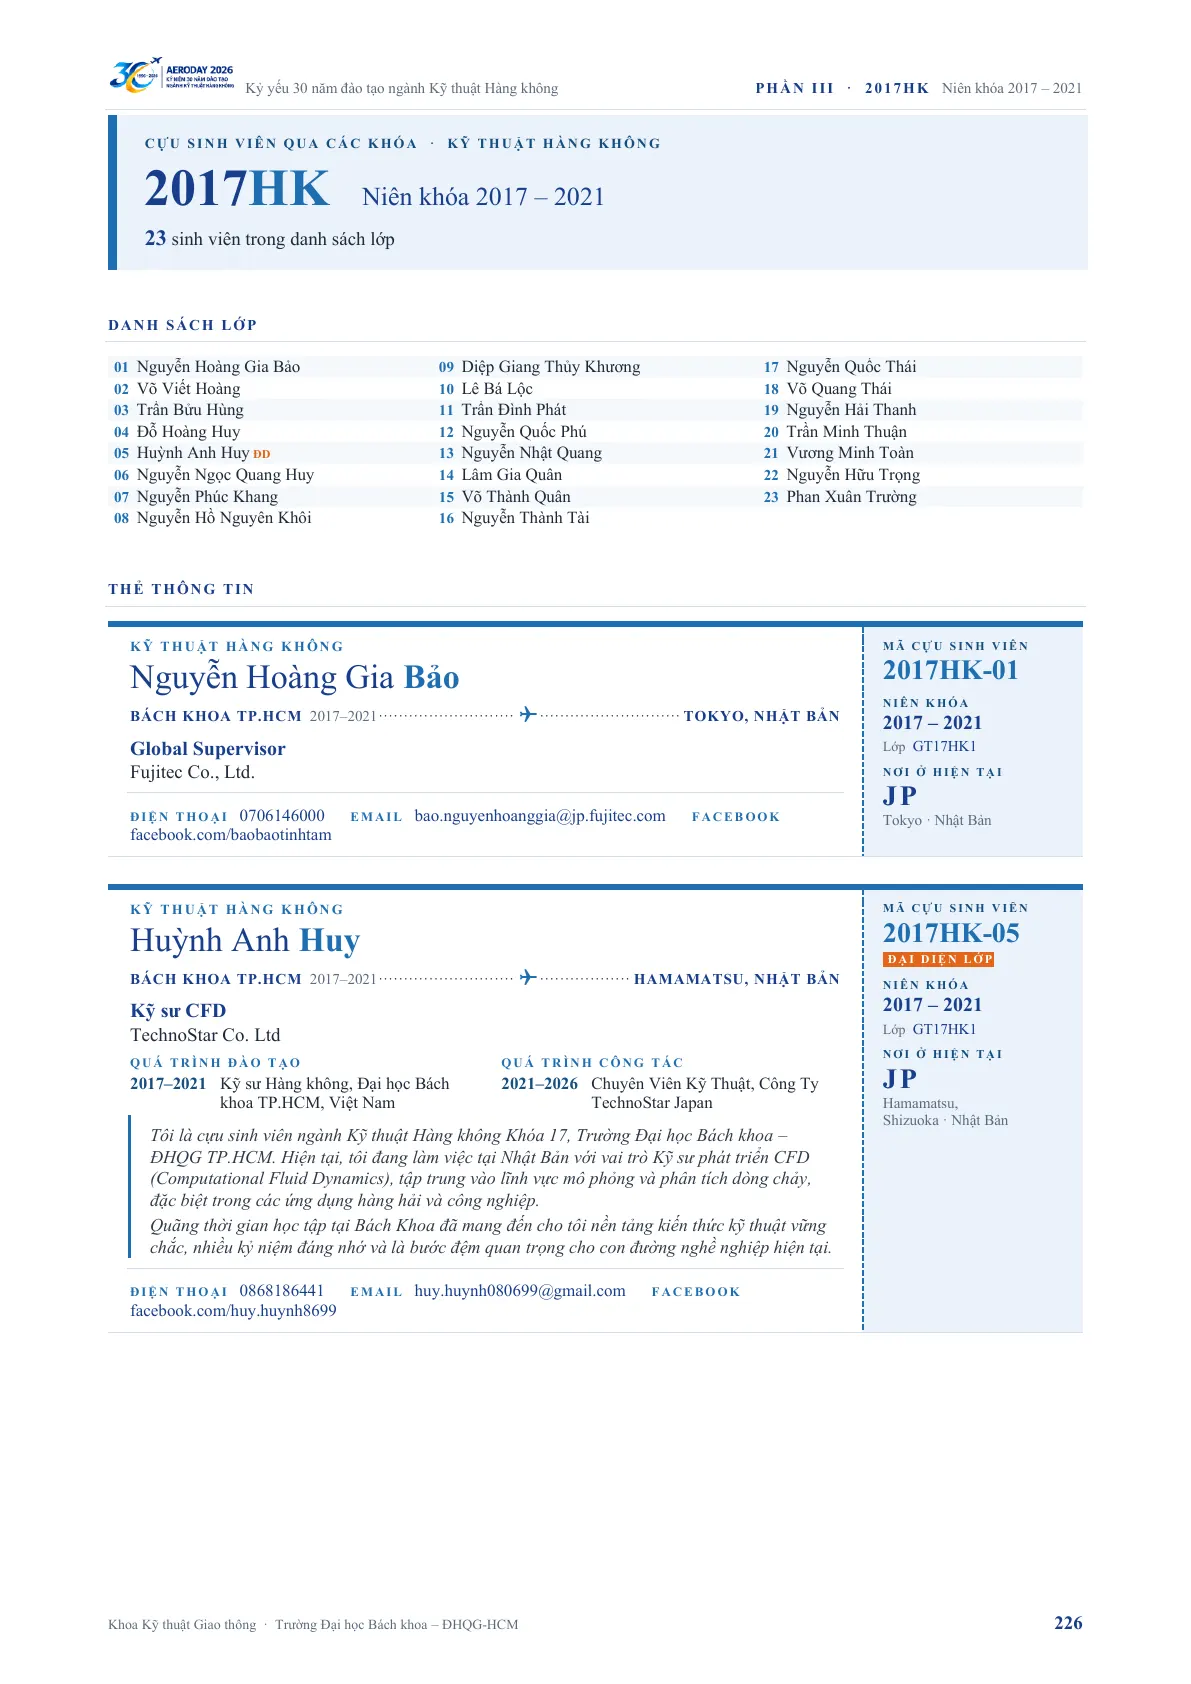 30 1996 - 2026 AERODAY 2026
KỶ NIỆM 30 NĂM ĐÀO TẠO
NGÀNH KỸ THUẬT HÀNG KHÔNG
Kỷ yếu 30 năm đào tạo ngành Kỹ thuật Hàng không
PHẦN III · 2017HK Niên khóa 2017 – 2021
CỰU SINH VIÊN QUA CÁC KHÓA · KỸ THUẬT HÀNG KHÔNG
2017HK Niên khóa 2017 – 2021
23 sinh viên trong danh sách lớp
DANH SÁCH LỚP
01 Nguyễn Hoàng Gia Bảo
02 Võ Viết Hoàng
03 Trần Bửu Hùng
04 Đỗ Hoàng Huy
05 Huỳnh Anh Huy ĐD
06 Nguyễn Ngọc Quang Huy
07 Nguyễn Phúc Khang
08 Nguyễn Hồ Nguyên Khôi
09 Diệp Giang Thủy Khương
10 Lê Bá Lộc
11 Trần Đình Phát
12 Nguyễn Quốc Phú
13 Nguyễn Nhật Quang
14 Lâm Gia Quân
15 Võ Thành Quân
16 Nguyễn Thành Tài
17 Nguyễn Quốc Thái
18 Võ Quang Thái
19 Nguyễn Hải Thanh
20 Trần Minh Thuận
21 Vương Minh Toàn
22 Nguyễn Hữu Trọng
23 Phan Xuân Trường
THẺ THÔNG TIN
KỸ THUẬT HÀNG KHÔNG
Nguyễn Hoàng Gia Bảo
BÁCH KHOA TP.HCM 2017–2021 TOKYO, NHẬT BẢN
Global Supervisor
Fujitec Co., Ltd.
ĐIỆN THOẠI 0706146000 EMAIL bao.nguyenhoanggia@jp.fujitec.com FACEBOOK
facebook.com/baobaotinhtam
MÃ CỰU SINH VIÊN
2017HK-01
NIÊN KHÓA
2017 – 2021
Lớp GT17HK1
NƠI Ở HIỆN TẠI
JP
Tokyo · Nhật Bản
KỸ THUẬT HÀNG KHÔNG
Huỳnh Anh Huy
BÁCH KHOA TP.HCM 2017–2021 HAMAMATSU, NHẬT BẢN
Kỹ sư CFD
TechnoStar Co. Ltd
QUÁ TRÌNH ĐÀO TẠO
2017–2021 Kỹ sư Hàng không, Đại học Bách
khoa TP.HCM, Việt Nam
QUÁ TRÌNH CÔNG TÁC
2021–2026 Chuyên Viên Kỹ Thuật, Công Ty
TechnoStar Japan
Tôi là cựu sinh viên ngành Kỹ thuật Hàng không Khóa 17, Trường Đại học Bách khoa –
ĐHQG TP.HCM. Hiện tại, tôi đang làm việc tại Nhật Bản với vai trò Kỹ sư phát triển CFD
(Computational Fluid Dynamics), tập trung vào lĩnh vực mô phỏng và phân tích dòng chảy,
đặc biệt trong các ứng dụng hàng hải và công nghiệp.
Quãng thời gian học tập tại Bách Khoa đã mang đến cho tôi nền tảng kiến thức kỹ thuật vững
chắc, nhiều kỷ niệm đáng nhớ và là bước đệm quan trọng cho con đường nghề nghiệp hiện tại.
ĐIỆN THOẠI 0868186441 EMAIL huy.huynh080699@gmail.com FACEBOOK
facebook.com/huy.huynh8699
MÃ CỰU SINH VIÊN
2017HK-05
ĐẠI DIỆN LỚP
NIÊN KHÓA
2017 – 2021
Lớp GT17HK1
NƠI Ở HIỆN TẠI
JP
Hamamatsu,
Shizuoka · Nhật Bản
Khoa Kỹ thuật Giao thông · Trường Đại học Bách khoa – ĐHQG-HCM
226